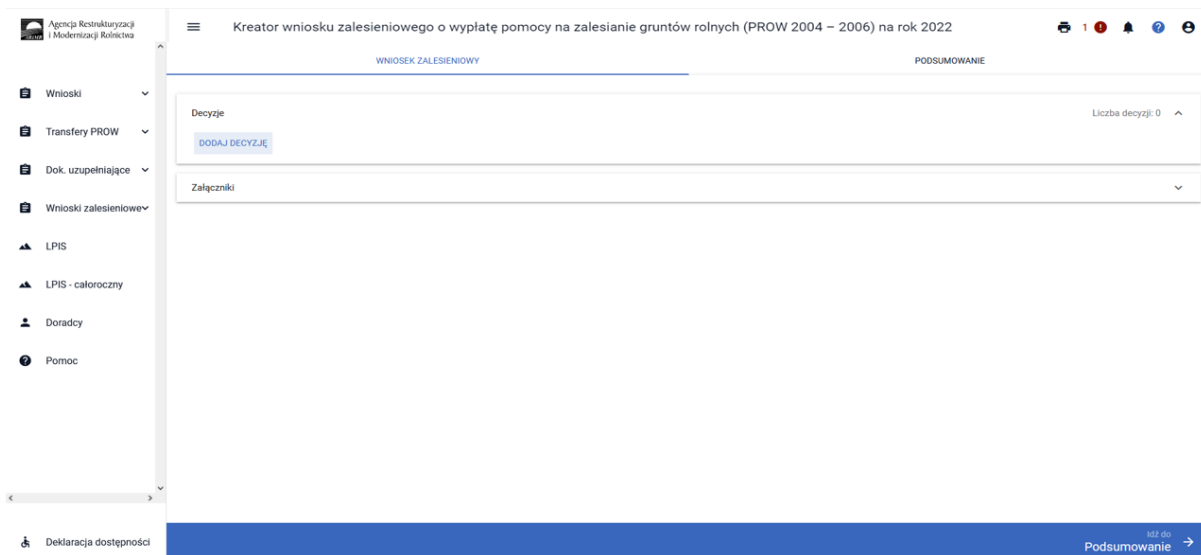 Agencja Restrukturyzacji
i Modernizacji Rolnictwa
Kreator wniosku zalesieniowego o wypłatę pomocy na zalesianie gruntów rolnych (PROW 2004 – 2006) na rok 2022
1
WNIOSEK ZALESIENIOWY
PODSUMOWANIE
Wnioski
Transfery PROW
Dok. uzupełniające
Wnioski zalesieniowe
LPIS
LPIS - całoroczny
Doradcy
Pomoc
Deklaracja dostępności
Decyzje
Liczba decyzji: 0
DODAJ DECYZJĘ
Załączniki
Idź do
Podsumowanie